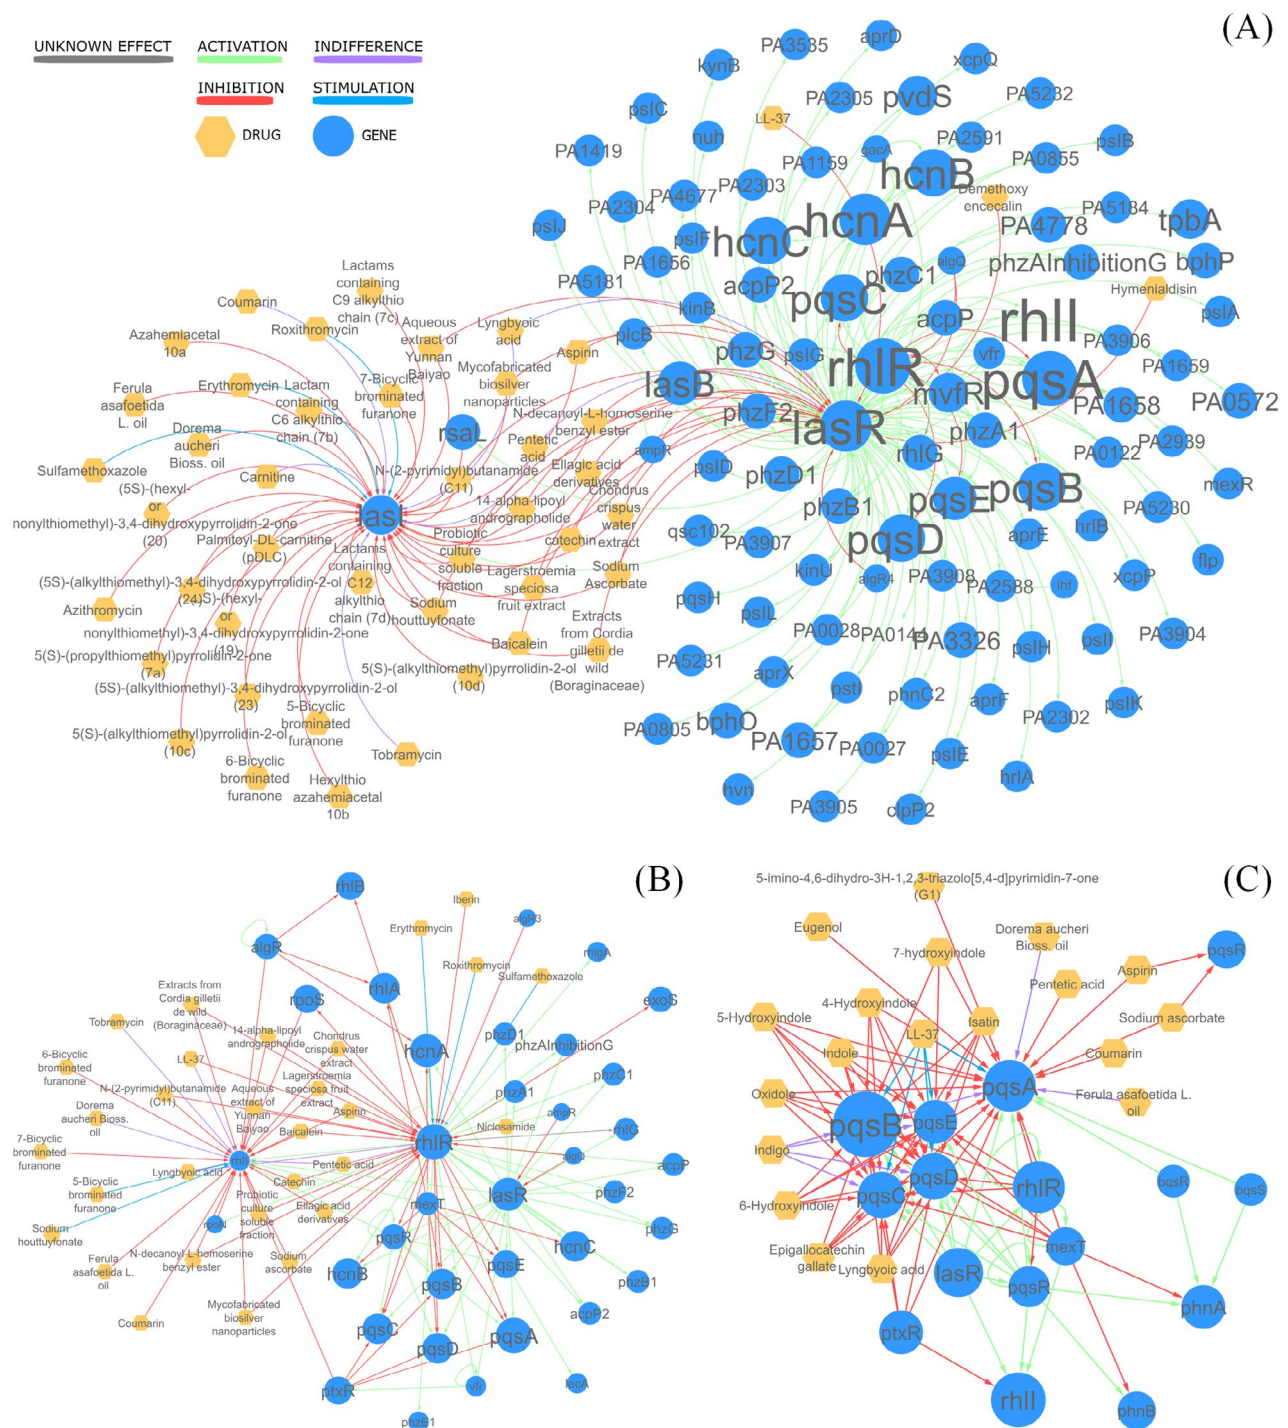 (A)
UNKNOWN EFFECT
ACTIVATION
INDIFFERENCE
INHIBITION
STIMULATION
DRUG
GENE
PA3535
aprD
kynB
xcpQ
PA2305
pvdS
PA5232
pslC
LL-37
nuh
PA2591
pslB
PA1419
PA1159
gacA
PA0855
hcnB
PA4677
PA2303
Demethoxy
encecalin
PA2304
hcnA
PA5184
tpbA
pslJ
pslF
hcnC
PA4778
PA1656
algQ
phzAInhibitionG
bphP
PA5181
acpP2
phzC1
Hymenialdisin
pqsC
kinB
acpP
rhlI
pslA
plcB
PA3906
phzG
pslG
vfr
PA1659
rhlR
lasB
mvfR
pqsA
PA1658
PA0572
phzF2
lasR
phzA1
rsaL
ampR
rhlG
PA0122
PA2939
pslD
phzD1
mexR
pqsE
pqsB
phzB1
PA5230
qsc102
PA3907
pqsD
aprE
hrlB
flp
kinU
algR4
PA3908
PA2588
ihf
xcpP
pqsH
pslL
PA0028
PA0144
PA3326
pslH
pslI
PA3904
PA5231
aprX
pstI
phnC2
aprF
pslK
PA2302
PA0805
bphO
PA1657
PA0027
pslE
hrlA
hvn
PA3905
clpP2
Lactams
containing
C9 alkylthio
chain (7c)
Coumarin
Roxithromycin
Aqueous
extract of
Yunnan
Baiyao
Lyngbyoic
acid
Azahemiacetal
10a
Aspirin
Mycofabricated
biosilver
nanoparticles
Ferula
asafoetida
L. oil
Erythromycin
Lactam
containing
C6 alkylthio
chain (7b)
7-Bicyclic
brominated
furanone
N-decanoyl-L-homoserine
benzyl ester
Dorema
aucheri
Bioss. oil
Pentetic
acid
Sulfamethoxazole
Carnitine
N-(2-pyrimidyl)butanamide
(C11)
Ellagic acid
derivatives
(5S)-(hexyl-
or
nonylthiomethyl)-3,4-dihydroxypyrrolidin-2-one
(20)
lasI
14-alpha-lipoyl
andrographolide
Chondrus
crispus
water
extract
Palmitoyl-DL-carnitine
(pDLC)
Lactams
containing
C12
alkylthio
chain (7d)
Probiotic
culture
soluble
fraction
catechin
(5S)-(alkylthiomethyl)-3,4-dihydroxypyrrolidin-2-ol
(24)
Lagerstroemia
speciosa
fruit extract
Sodium
Ascorbate
Azithromycin
(5S)-(hexyl-
or
nonylthiomethyl)-3,4-dihydroxypyrrolidin-2-one
(19)
Sodium
houttuyfonate
Extracts
from Cordia
gilletii de
wild
(Boraginaceae)
Baicalein
5(S)-(propylthiomethyl)pyrrolidin-2-one
(7a)
5(S)-(alkylthiomethyl)pyrrolidin-2-ol
(10d)
(5S)-(alkylthiomethyl)-3,4-dihydroxypyrrolidin-2-ol
(23)
5(S)-(alkylthiomethyl)pyrrolidin-2-ol
(10c)
5-Bicyclic
brominated
furanone
6-Bicyclic
brominated
furanone
Tobramycin
Hexylthio
azahemiacetal
10b
(B)
rhlB
Iberin
Erythromycin
algR3
algR
Roxithromycin
migA
Sulfamethoxazole
Extracts from
Cordia gilletii
de wild
(Boraginaceae)
rpoS
rhlA
exoS
Tobramycin
14-alpha-lipoyl
andrographolide
Chondrus
crispus water
extract
phzD1
hcnA
phzAInhibitionG
6-Bicyclic
brominated
furanone
LL-37
Lagerstroemia
speciosa fruit
extract
phzC1
N-(2-pyrimidyl)butanamide
(C11)
Aqueous
extract of
Yunnan
Baiyao
phzA1
Dorema
aucheri Bioss.
oil
Aspirin
ampR
Baicalein
Niclosamide
rhlG
7-Bicyclic
brominated
furanone
rhlI
rhlR
Pentetic acid
algQ
acpP
Lyngbyoic acid
Catechin
5-Bicyclic
brominated
furanone
Probiotic
culture
soluble
fraction
Ellagic acid
derivatives
mexT
lasR
phzF2
rpoN
pqsR
phzG
Sodium
houttuyfonate
hcnC
Ferula
asafoetida L.
oil
N-decanoyl-L-homoserine
benzyl ester
Sodium
ascorbate
hcnB
pqsB
pqsE
phzB1
Coumarin
Mycofabricated
biosilver
nanoparticles
pqsC
acpP2
pqsD
pqsA
ptxR
vfr
lecA
phzE1
(C)
5-imino-4,6-dihydro-3H-1,2,3-triazolo[5,4-d]pyrimidin-7-one
(G1)
Eugenol
Dorema aucheri
Bioss. oil
7-hydroxyindole
pqsR
Aspirin
Pentetic acid
4-Hydroxyindole
5-Hydroxyindole
Isatin
Sodium ascorbate
LL-37
Indole
Coumarin
pqsA
Oxidole
Ferula asafoetida L.
oil
pqsB
pqsE
Indigo
pqsD
pqsC
rhlR
bqsR
bqsS
6-Hydroxyindole
mexT
Epigallocatechin
gallate
Lyngbyoic acid
lasR
pqsR
phnA
ptxR
rhlI
phnB